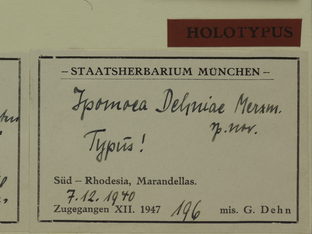 HOLOTYPUS
– STAATSHERBARIUM MÜNCHEN –
Ipomoea Dehniae Merxm.
sp. nov.
Typus!
Süd – Rhodesia, Marandellas.
7.12.1940
Zugegangen XII. 1947 196 mis. G. Dehn